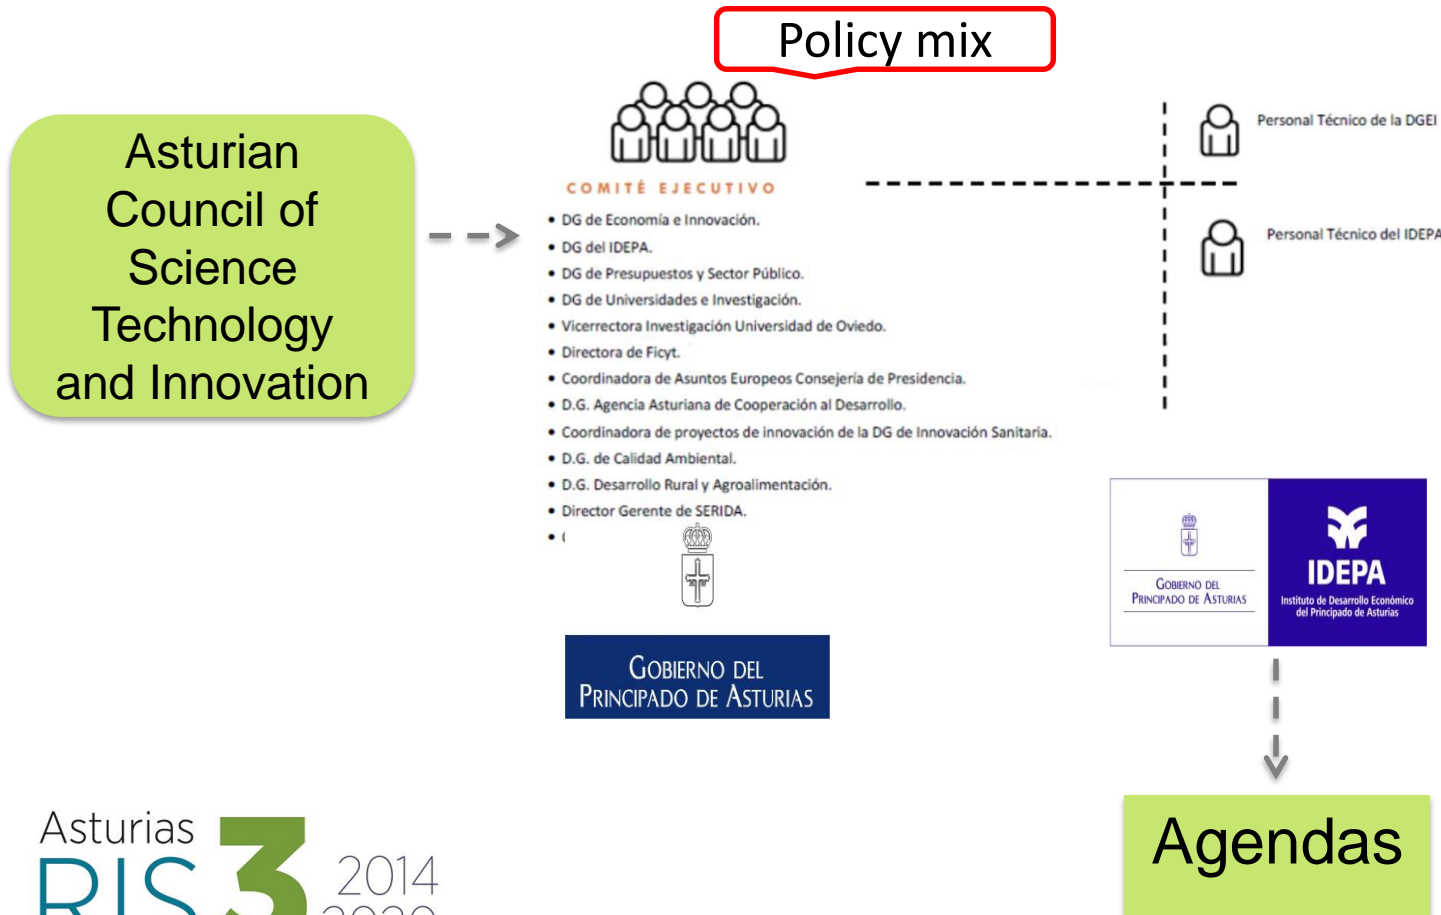 Policy mix
Asturian
Council of
Science
Technology
and Innovation
COMITÉ EJECUTIVO
• DG de Economía e Innovación.
• DG del IDEPA.
• DG de Presupuestos y Sector Público.
• DG de Universidades e Investigación.
• Vicerrectora Investigación Universidad de Oviedo.
• Directora de Ficyt.
• Coordinadora de Asuntos Europeos Consejería de Presidencia.
• D.G. Agencia Asturiana de Cooperación al Desarrollo.
• Coordinadora de proyectos de innovación de la DG de Innovación Sanitaria.
• D.G. de Calidad Ambiental.
• D.G. Desarrollo Rural y Agroalimentación.
• Director Gerente de SERIDA.
Personal Técnico de la DGEI
Personal Técnico del IDEPA
GOBIERNO DEL
PRINCIPADO DE ASTURIAS
GOBIERNO DEL
PRINCIPADO DE ASTURIAS
IDEPA
Instituto de Desarrollo Económico
del Principado de Asturias
Agendas
Asturias
RIS3 2014
2020